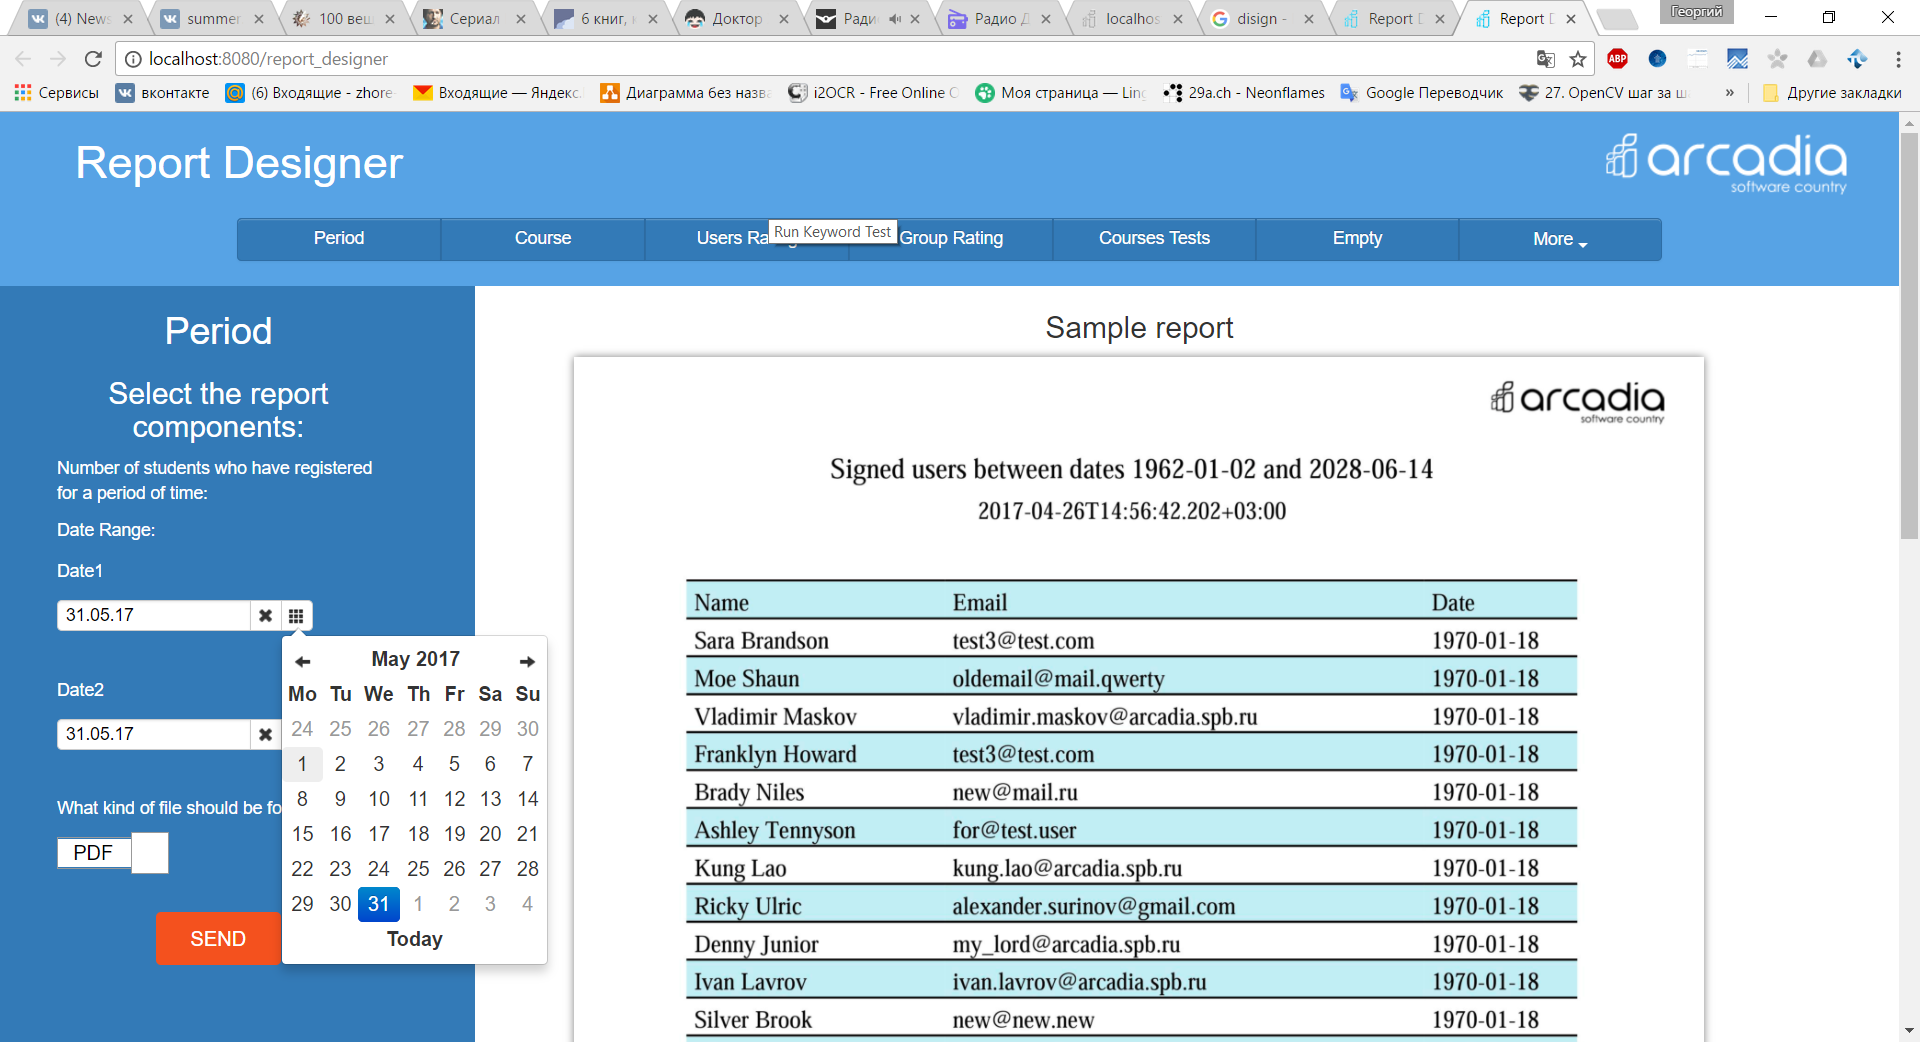 (4) News
summer
100 вещ
Сериал
6 книг,
Доктор
Радио
Радио Д
localhos
disign -
Report D
Report D
Георгий
localhost:8080/report_designer
ABP
Сервисы
вконтакте
(6) Входящие - zhore
Входящие — Яндекс.
Диаграмма без назва
i2OCR - Free Online O
Моя страница — Lin
29a.ch - Neonflames
Google Переводчик
27. OpenCV шаг за ш
»
Другие закладки
Report Designer
arcadia
software country
Period
Course
Users Ra
Run Keyword Test
Group Rating
Courses Tests
Empty
More
Period
Select the report
components:
Number of students who have registered
for a period of time:
Date Range:
Date1
31.05.17
May 2017
Mo Tu We Th Fr Sa Su
24 25 26 27 28 29 30
1 2 3 4 5 6 7
8 9 10 11 12 13 14
15 16 17 18 19 20 21
22 23 24 25 26 27 28
29 30 31 1 2 3 4
Today
Date2
31.05.17
What kind of file should be fo
PDF
SEND
Sample report
arcadia
software country
Signed users between dates 1962-01-02 and 2028-06-14
2017-04-26T14:56:42.202+03:00
Name Email Date
Sara Brandson test3@test.com 1970-01-18
Moe Shaun oldemail@mail.qwerty 1970-01-18
Vladimir Maskov vladimir.maskov@arcadia.spb.ru 1970-01-18
Franklyn Howard test3@test.com 1970-01-18
Brady Niles new@mail.ru 1970-01-18
Ashley Tennyson for@test.user 1970-01-18
Kung Lao kung.lao@arcadia.spb.ru 1970-01-18
Ricky Ulric alexander.surinov@gmail.com 1970-01-18
Denny Junior my_lord@arcadia.spb.ru 1970-01-18
Ivan Lavrov ivan.lavrov@arcadia.spb.ru 1970-01-18
Silver Brook new@new.new 1970-01-18